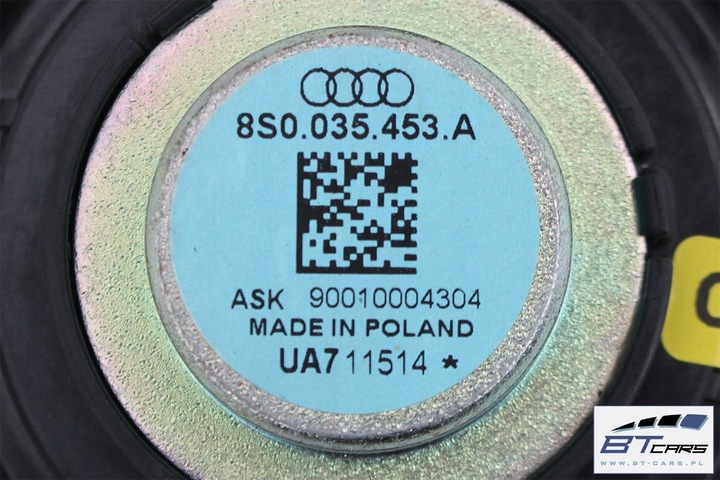 8S0.035.453.A
ASK 90010004304
MADE IN POLAND
UA711514 *
BT CARS
WWW.BT-CARS.PL